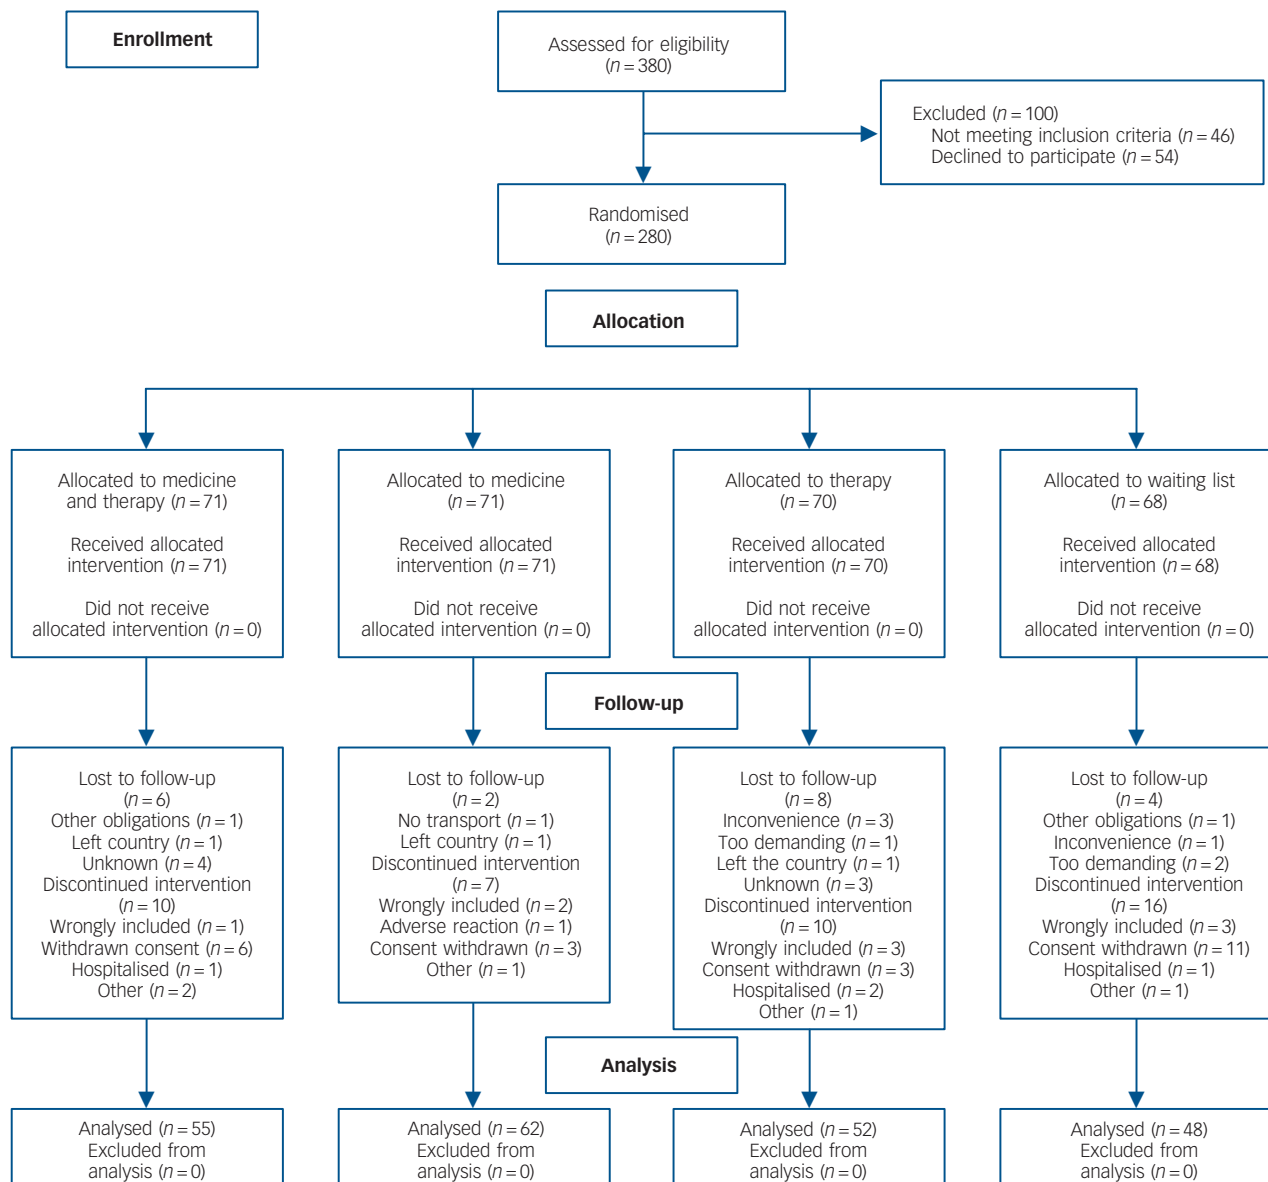 Enrollment
Assessed for eligibility
(n = 380)
Excluded (n = 100)
Not meeting inclusion criteria (n = 46)
Declined to participate (n = 54)
Randomised
(n = 280)
Allocation
Allocated to medicine
and therapy (n = 71)
Received allocated
intervention (n = 71)
Did not receive
allocated intervention (n = 0)
Allocated to medicine
(n = 71)
Received allocated
intervention (n = 71)
Did not receive
allocated intervention (n = 0)
Allocated to therapy
(n = 70)
Received allocated
intervention (n = 70)
Did not receive
allocated intervention (n = 0)
Allocated to waiting list
(n = 68)
Received allocated
intervention (n = 68)
Did not receive
allocated intervention (n = 0)
Follow-up
Lost to follow-up
(n = 6)
Other obligations (n = 1)
Left country (n = 1)
Unknown (n = 4)
Discontinued intervention
(n = 10)
Wrongly included (n = 1)
Withdrawn consent (n = 6)
Hospitalised (n = 1)
Other (n = 2)
Lost to follow-up
(n = 2)
No transport (n = 1)
Left country (n = 1)
Discontinued intervention
(n = 7)
Wrongly included (n = 2)
Adverse reaction (n = 1)
Consent withdrawn (n = 3)
Other (n = 1)
Lost to follow-up
(n = 8)
Inconvenience (n = 3)
Too demanding (n = 1)
Left the country (n = 1)
Unknown (n = 3)
Discontinued intervention
(n = 10)
Wrongly included (n = 3)
Consent withdrawn (n = 3)
Hospitalised (n = 2)
Other (n = 1)
Lost to follow-up
(n = 4)
Other obligations (n = 1)
Inconvenience (n = 1)
Too demanding (n = 2)
Discontinued intervention
(n = 16)
Wrongly included (n = 3)
Consent withdrawn (n = 11)
Hospitalised (n = 1)
Other (n = 1)
Analysis
Analysed (n = 55)
Excluded from
analysis (n = 0)
Analysed (n = 62)
Excluded from
analysis (n = 0)
Analysed (n = 52)
Excluded from
analysis (n = 0)
Analysed (n = 48)
Excluded from
analysis (n = 0)